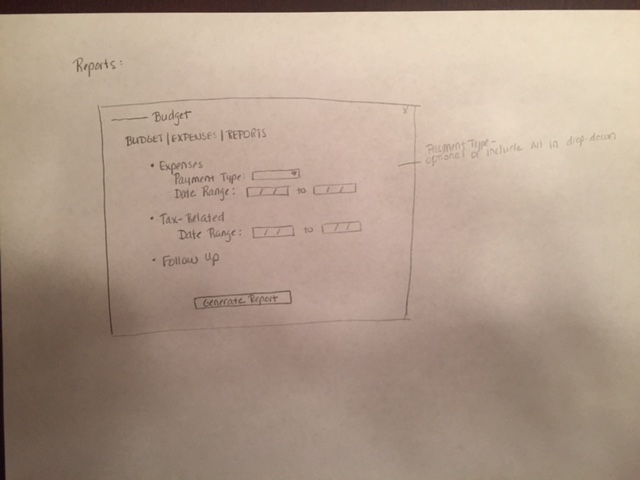 Reports:
Budget
BUDGET | EXPENSES | REPORTS
• Expenses
Payment Type:
Date Range: / / to / /
• Tax-Related
Date Range: / / to / /
• Follow Up
Generate Report
Payment Type -
optional or include All in drop-down